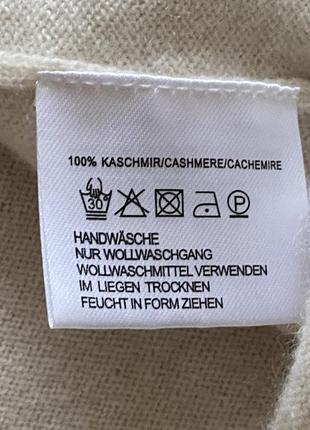 100% KASCHMIR/CASHMERE/CACHEMIRE
30 P
HANDWÄSCHE
NUR WOLLWASCHGANG
WOLLWASCHMITTEL VERWENDEN
IM LIEGEN TROCKNEN
FEUCHT IN FORM ZIEHEN